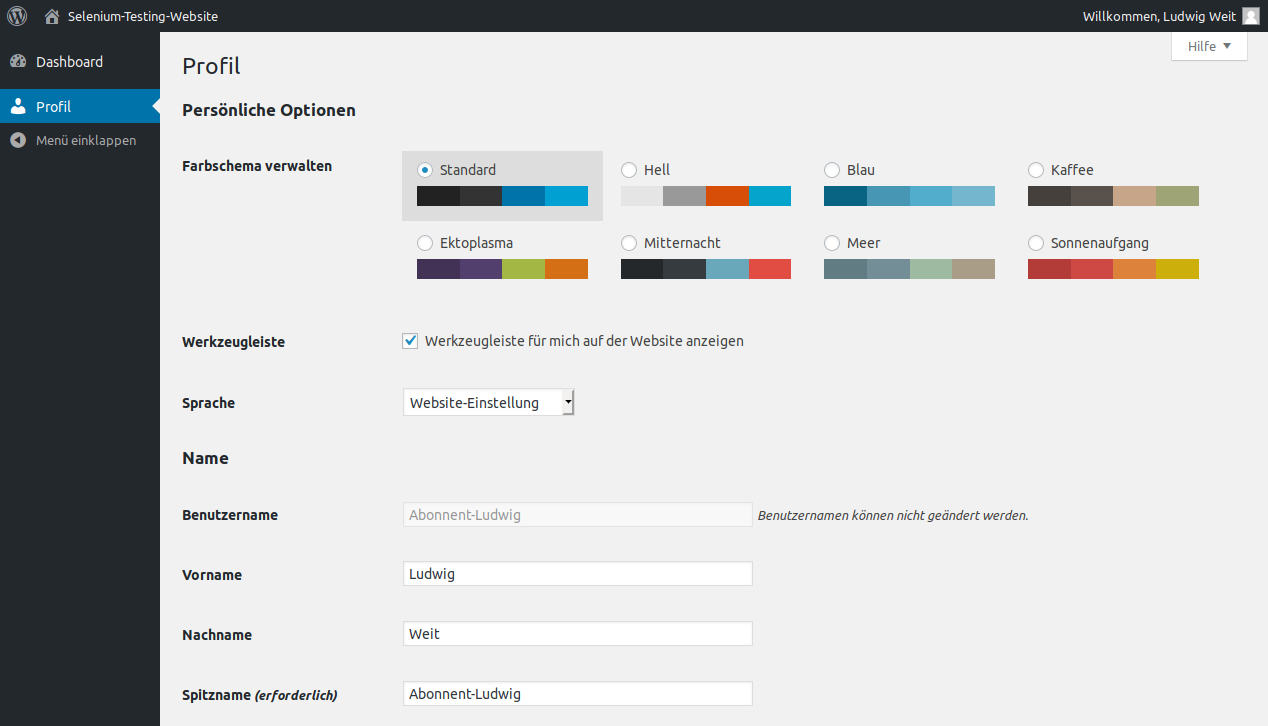 Selenium-Testing-Website
Willkommen, Ludwig Weit
Dashboard
Profil
Menü einklappen
Hilfe
Profil
Persönliche Optionen
Farbschema verwalten
Standard
Hell
Blau
Kaffee
Ektoplasma
Mitternacht
Meer
Sonnenaufgang
Werkzeugleiste
Werkzeugleiste für mich auf der Website anzeigen
Sprache
Website-Einstellung
Name
Benutzername
Abonnent-Ludwig
Benutzernamen können nicht geändert werden.
Vorname
Ludwig
Nachname
Weit
Spitzname (erforderlich)
Abonnent-Ludwig